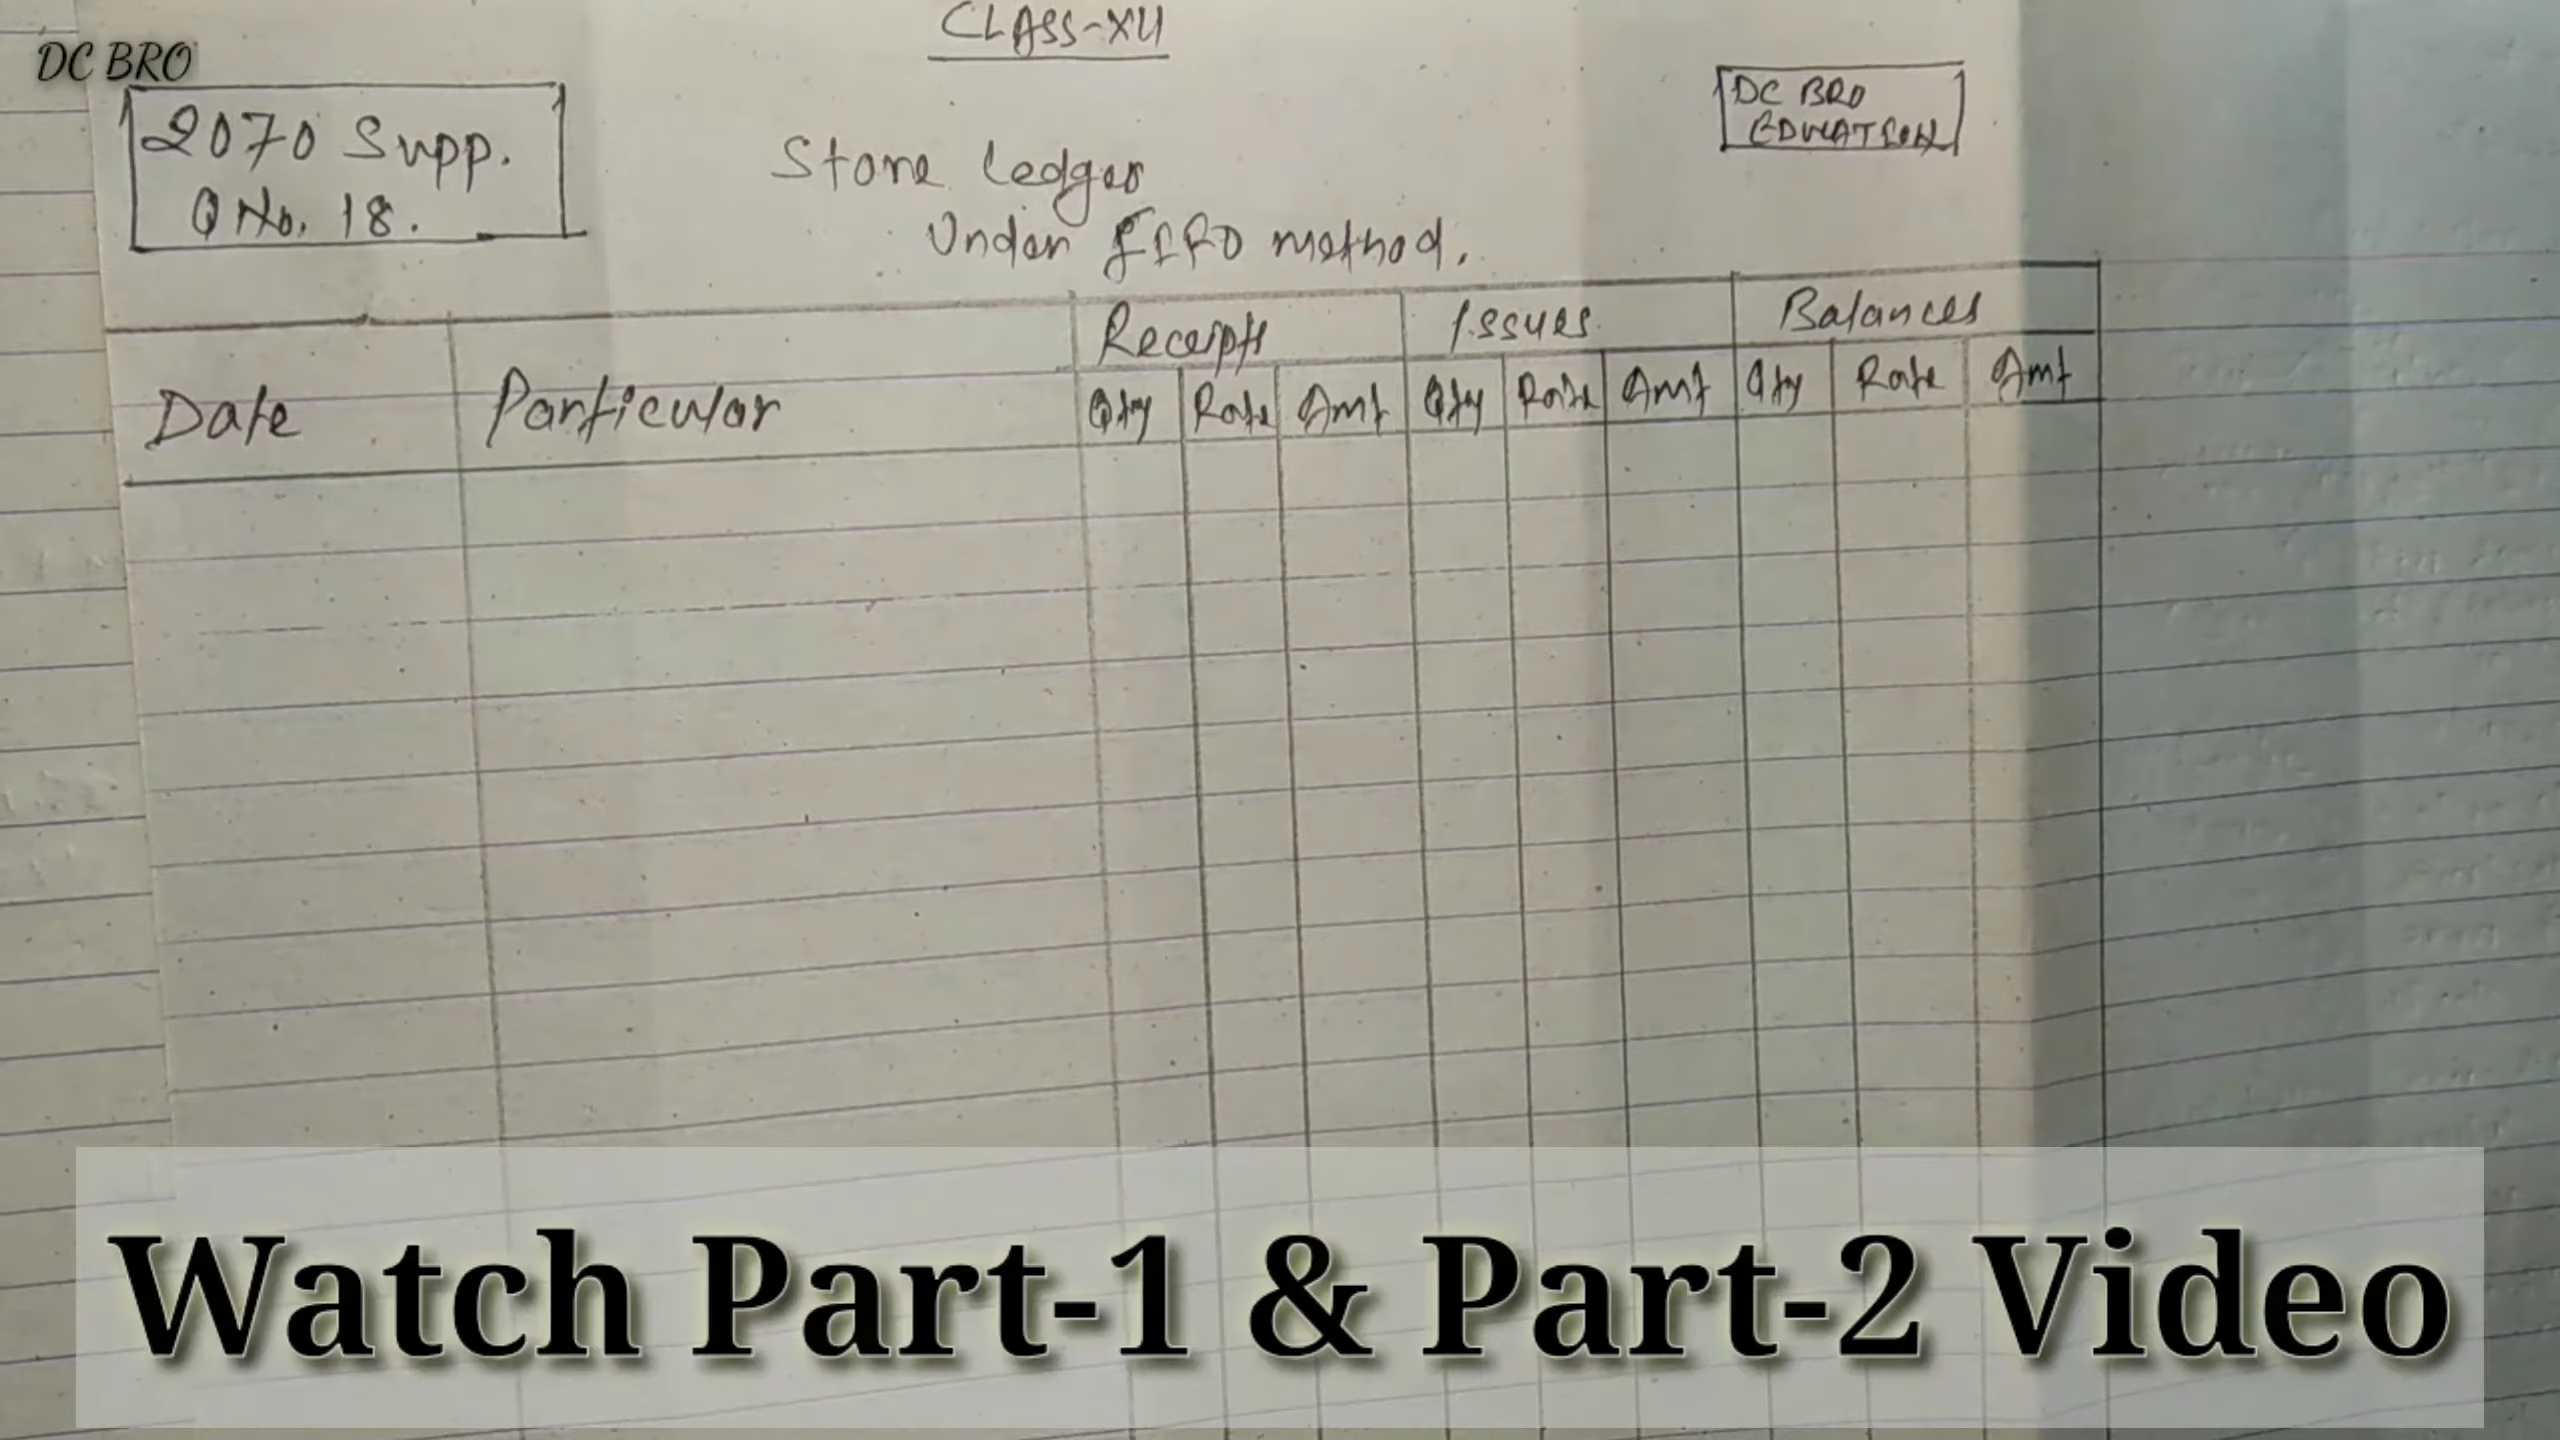 CLASS-XII
DC BRO
2070 Supp.
Q No. 18.
DC BRO
EDUCATION
Store Ledger
Under FIFO method.
Date Particular Receipts Issues Balances
Qty Rate Amt Qty Rate Amt Qty Rate Amt
Watch Part-1 & Part-2 Video